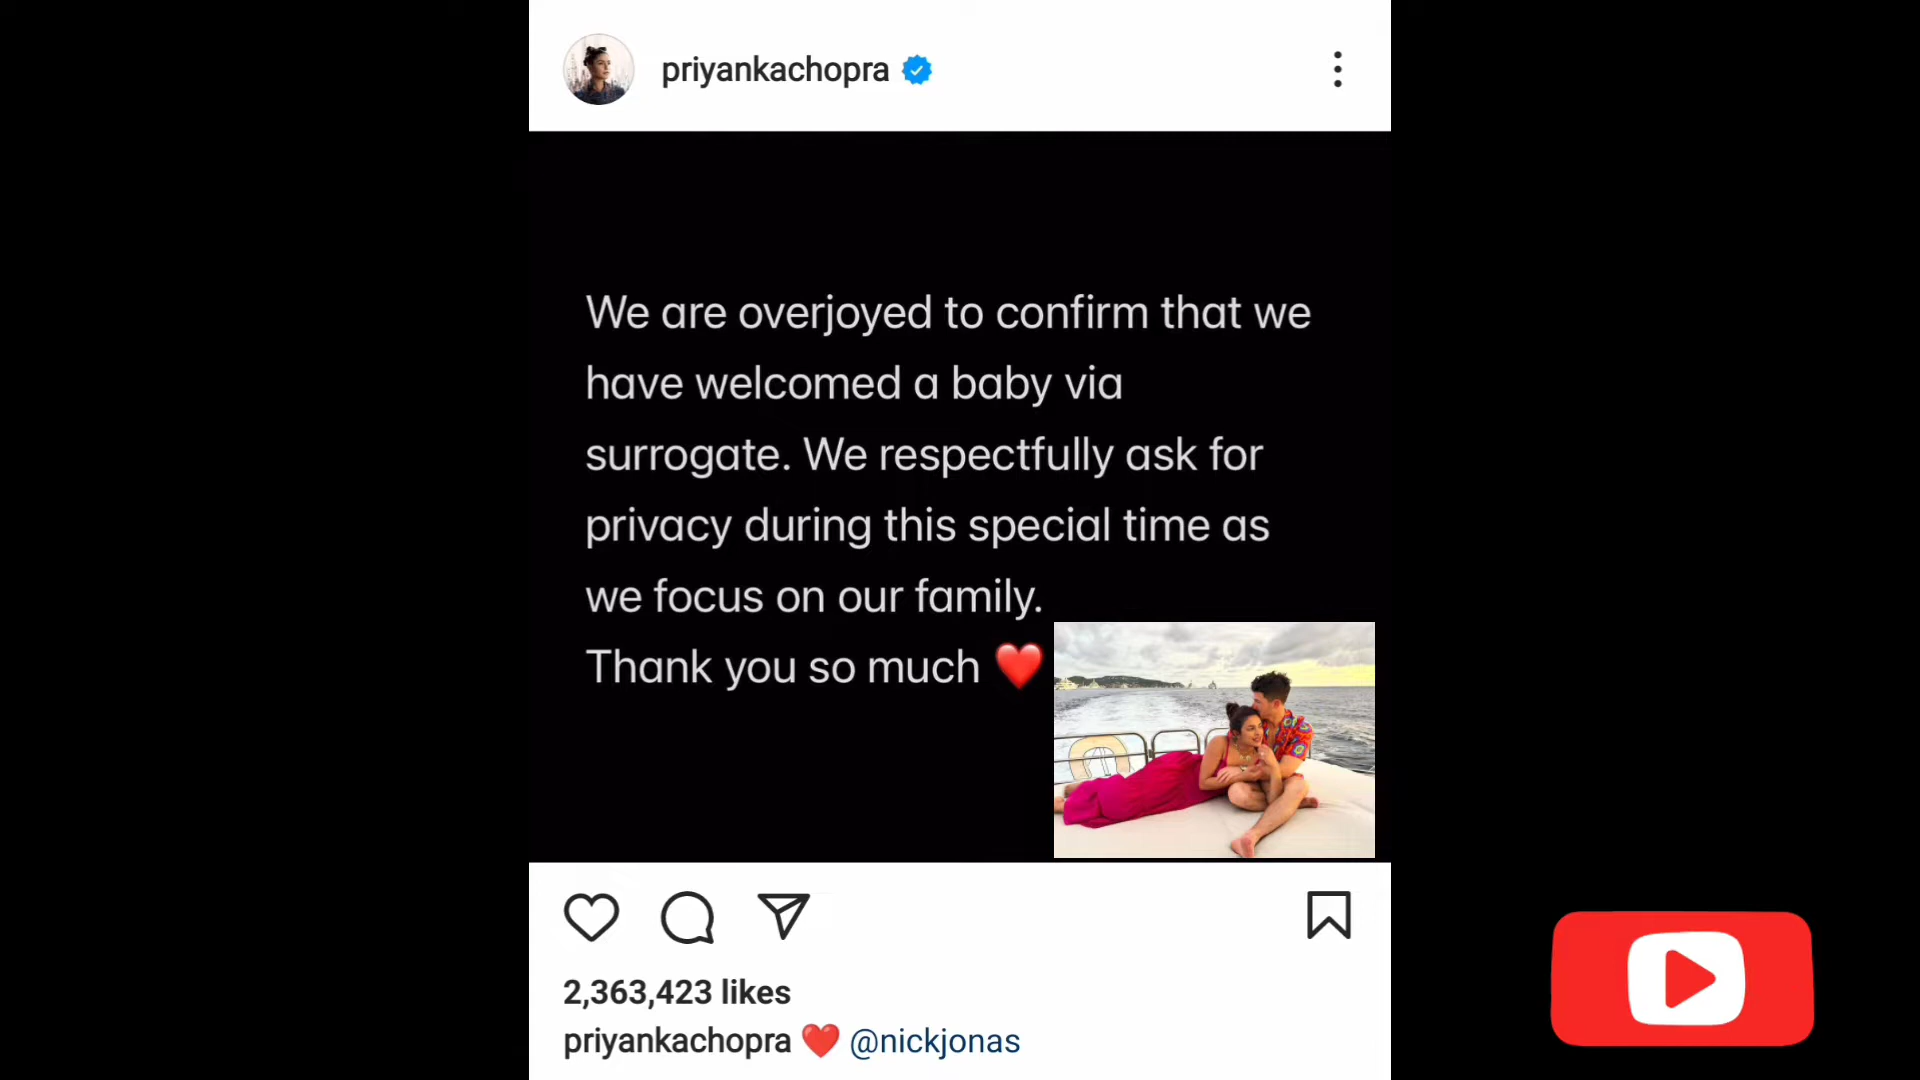 priyankachopra
We are overjoyed to confirm that we
have welcomed a baby via
surrogate. We respectfully ask for
privacy during this special time as
we focus on our family.
Thank you so much ❤️
2,363,423 likes
priyankachopra ❤️ @nickjonas